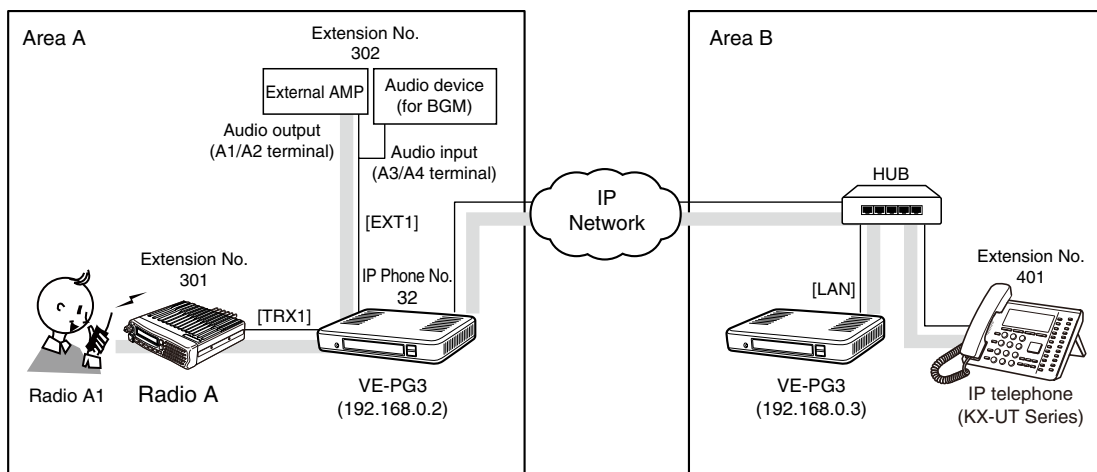 Area A
Extension No.
302
External AMP
Audio device
(for BGM)
Audio output
(A1/A2 terminal)
Audio input
(A3/A4 terminal)
[EXT1]
Extension No.
301
IP Phone No.
32
[TRX1]
Radio A1
Radio A
VE-PG3
(192.168.0.2)
IP
Network
Area B
HUB
Extension No.
401
[LAN]
VE-PG3
(192.168.0.3)
IP telephone
(KX-UT Series)